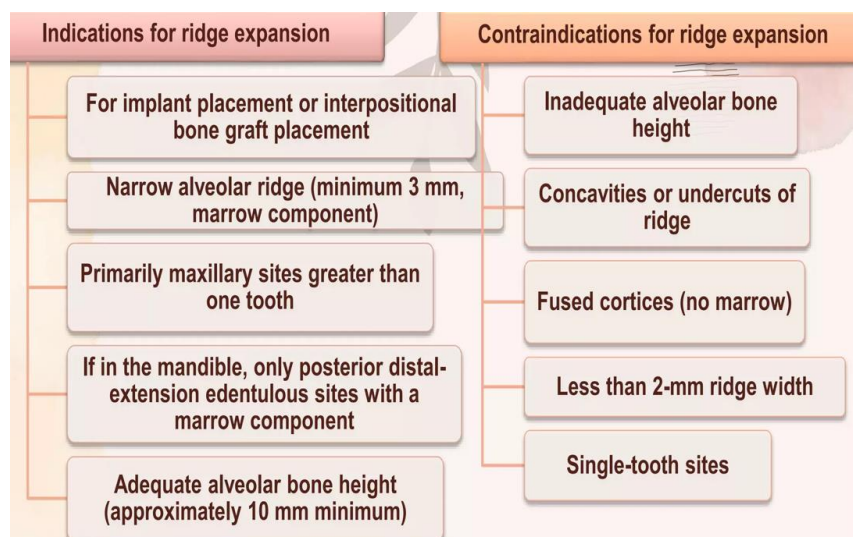 Indications for ridge expansion
For implant placement or interpositional
bone graft placement
Narrow alveolar ridge (minimum 3 mm,
marrow component)
Primarily maxillary sites greater than
one tooth
If in the mandible, only posterior distal-
extension edentulous sites with a
marrow component
Adequate alveolar bone height
(approximately 10 mm minimum)
Contraindications for ridge expansion
Inadequate alveolar bone
height
Concavities or undercuts of
ridge
Fused cortices (no marrow)
Less than 2-mm ridge width
Single-tooth sites